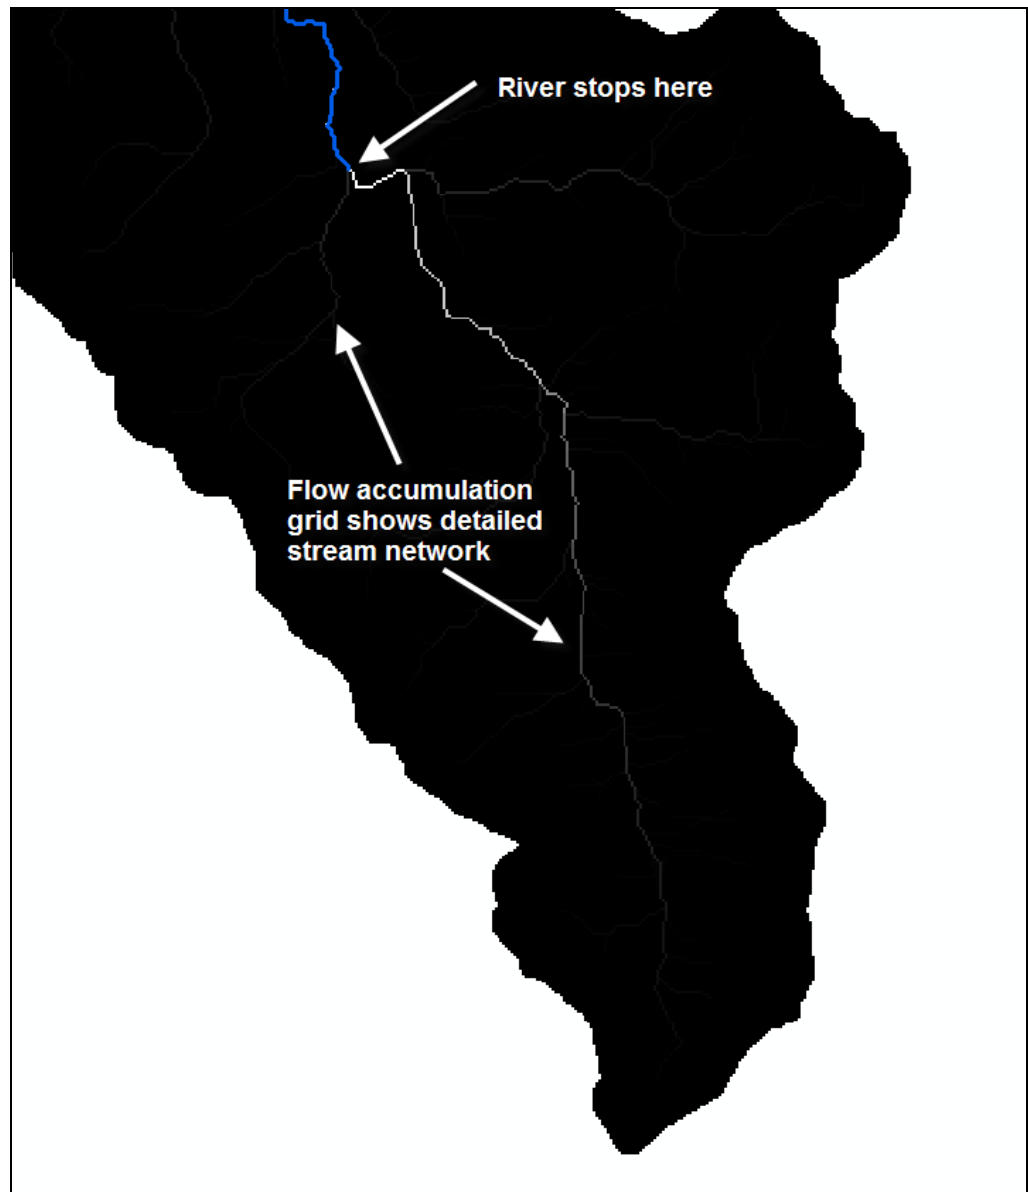 River stops here
Flow accumulation
grid shows detailed
stream network